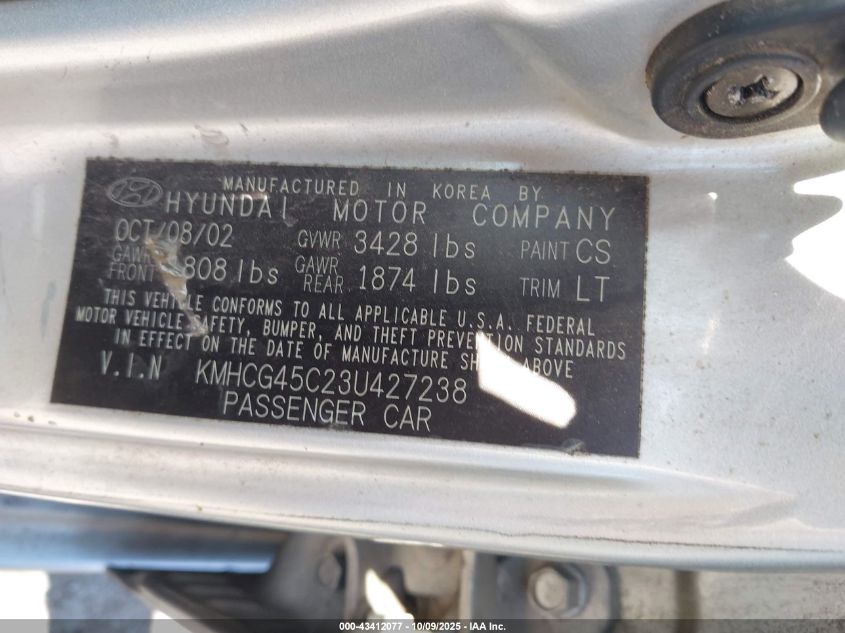 MANUFACTURED IN KOREA BY
HYUNDAI MOTOR COMPANY
OCT/08/02 GVWR 3428 lbs PAINT CS
GAWR FRONT 808 lbs GAWR REAR 1874 lbs TRIM LT
THIS VEHICLE CONFORMS TO ALL APPLICABLE U.S.A. FEDERAL
MOTOR VEHICLE SAFETY, BUMPER, AND THEFT PREVENTION STANDARDS
IN EFFECT ON THE DATE OF MANUFACTURE SH ABOVE
V.I.N KMHCG45C23U427238
PASSENGER CAR
000-43412077 - 10/09/2025 - IAA Inc.